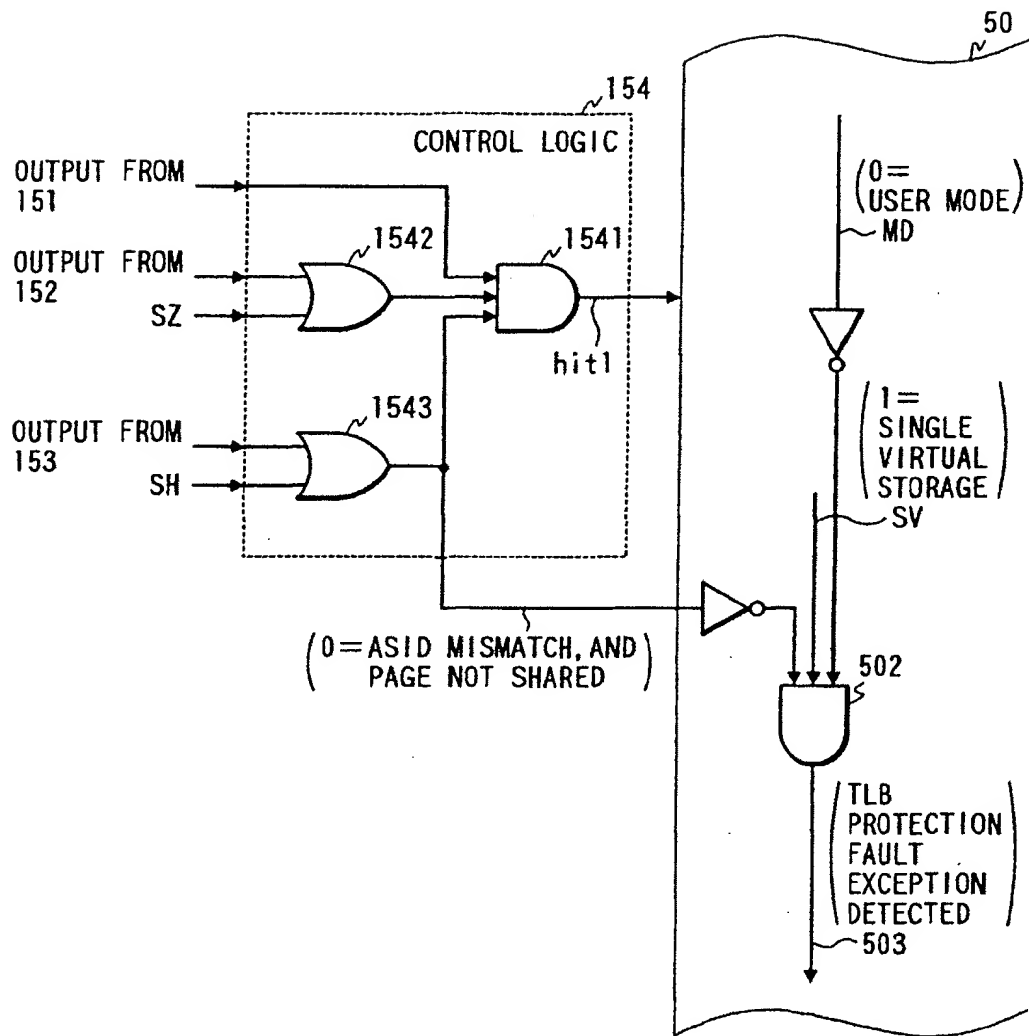 50
154
CONTROL LOGIC
OUTPUT FROM
151
(0=
USER MODE)
MD
1542
1541
OUTPUT FROM
152
SZ
hit1
1543
OUTPUT FROM
153
SH
(1=
SINGLE
VIRTUAL
STORAGE)
SV
(0=ASID MISMATCH, AND
PAGE NOT SHARED)
502
(TLB
PROTECTION
FAULT
EXCEPTION
DETECTED)
503